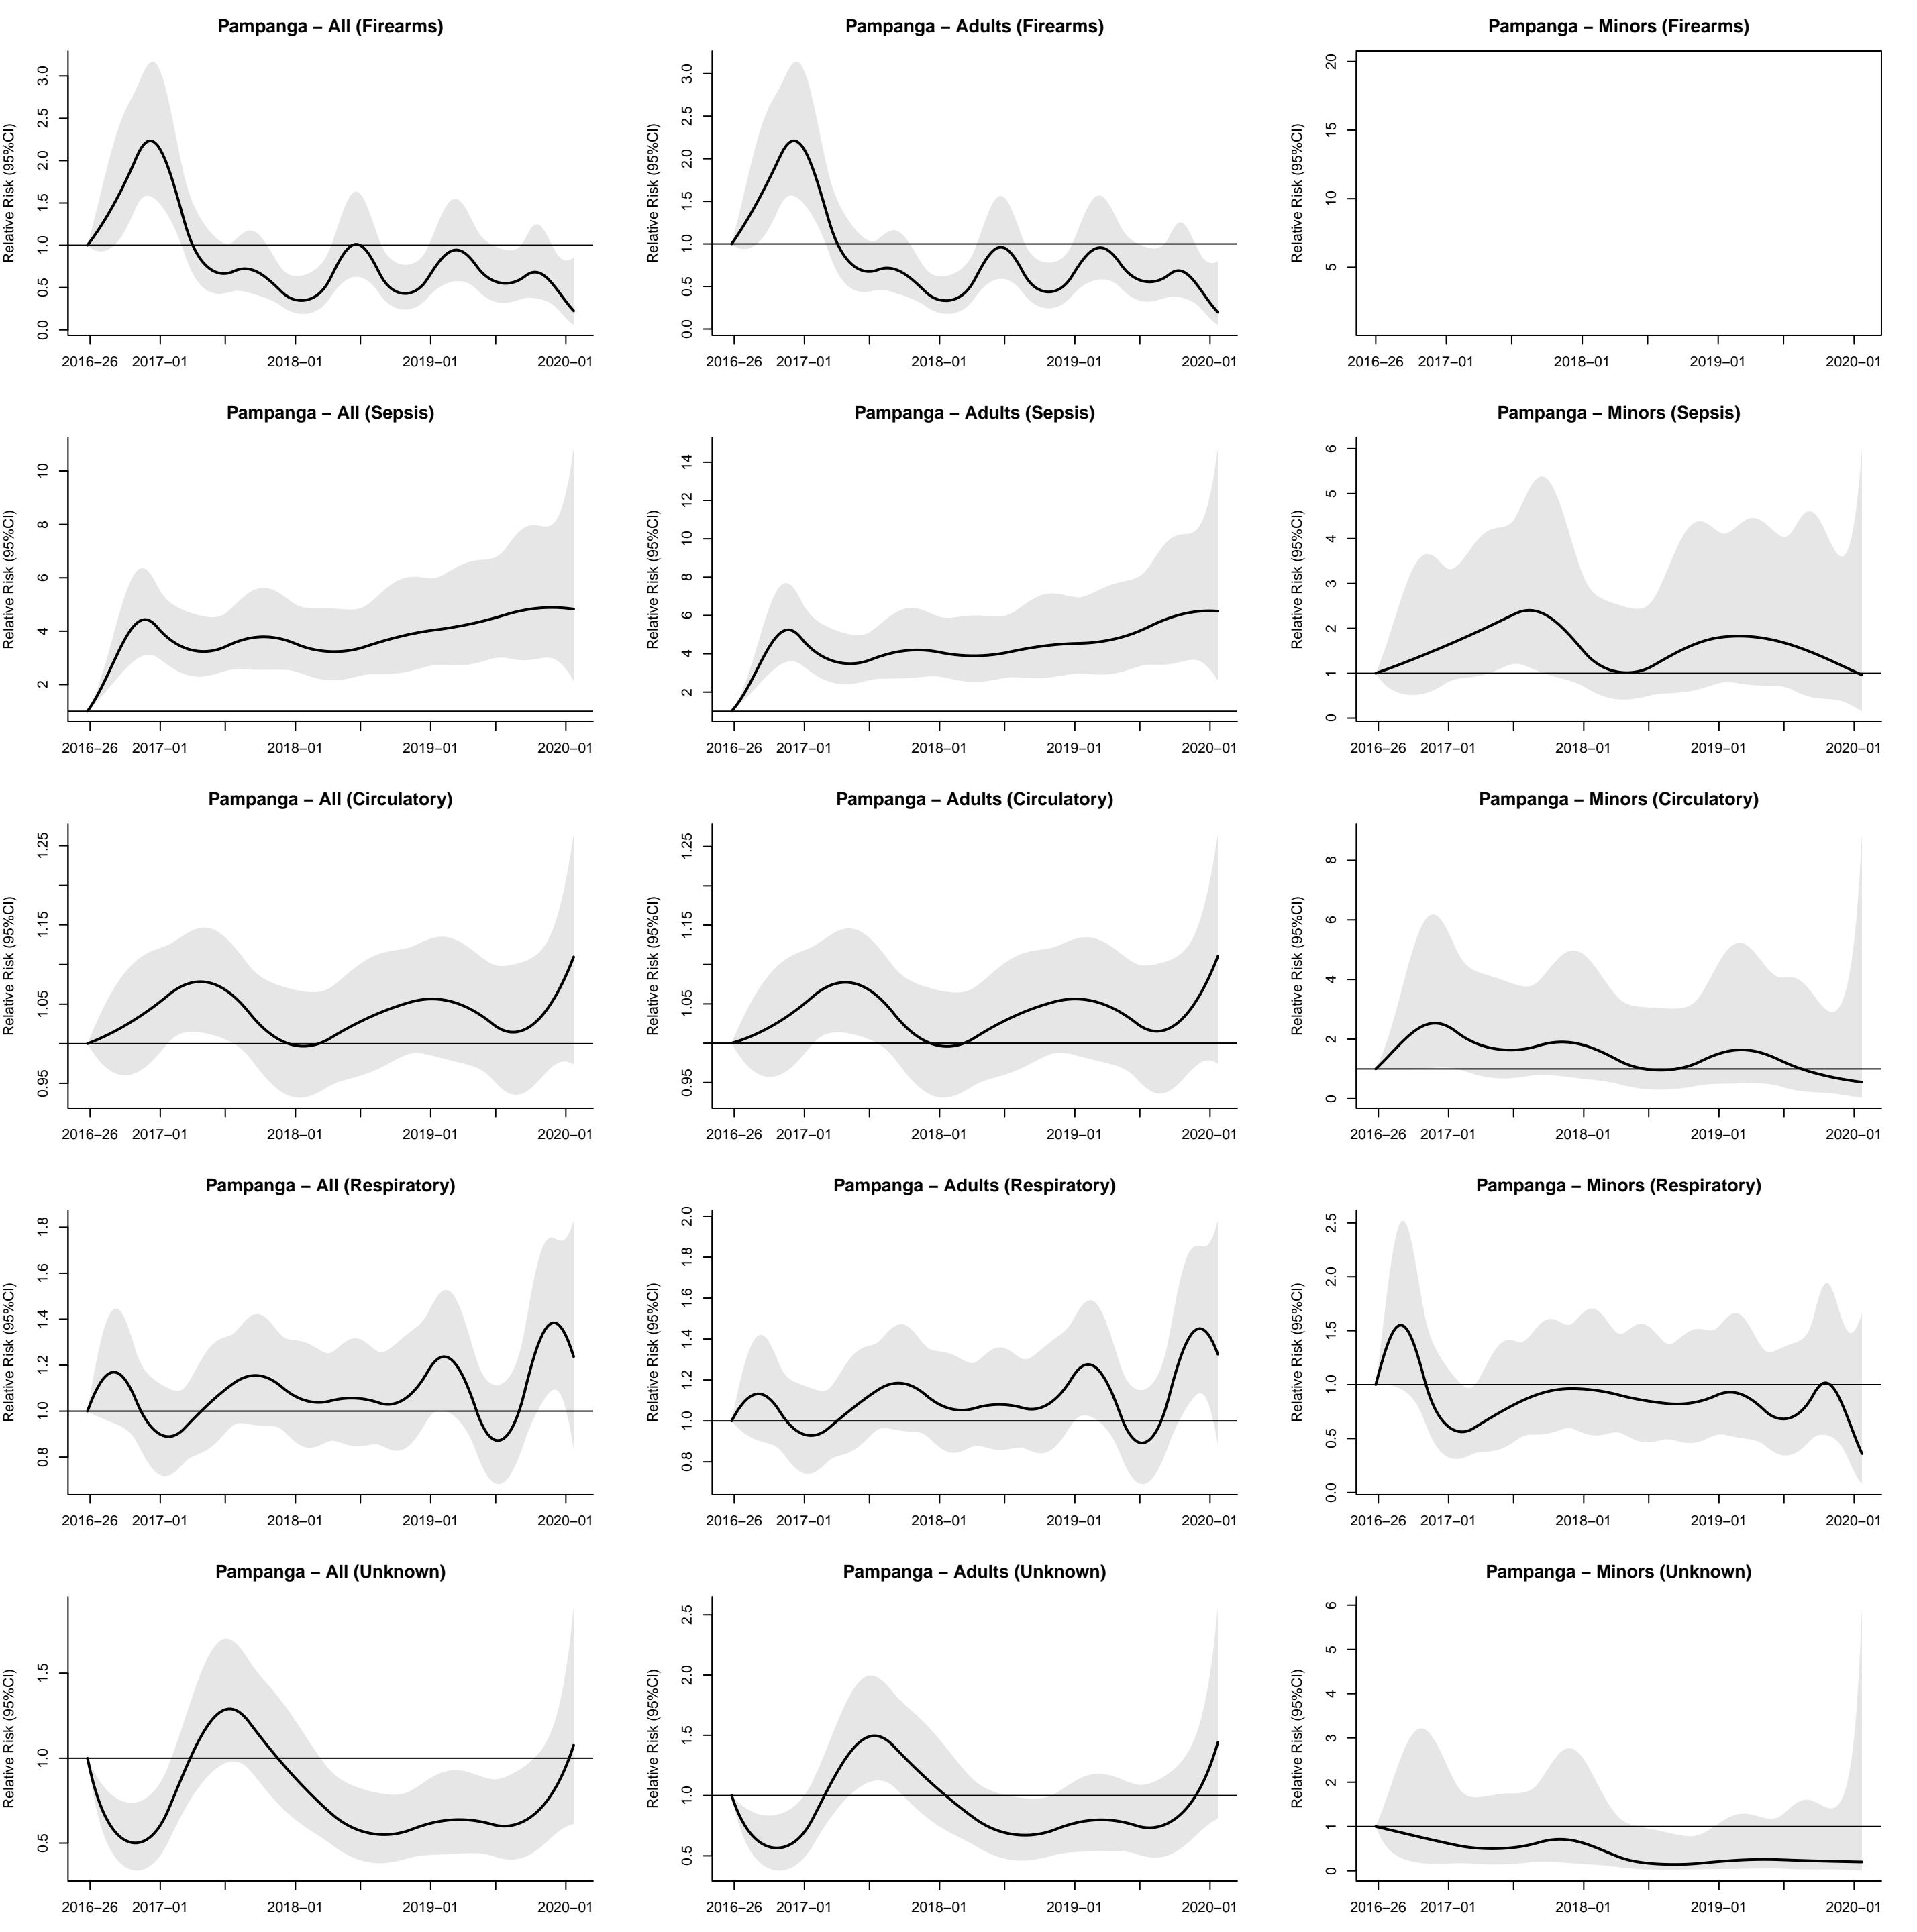 Pampanga – All (Firearms)
Relative Risk (95%CI)
3.0
2.5
2.0
1.5
1.0
0.5
0.0
2016–26 2017–01 2018–01 2019–01 2020–01
Pampanga – Adults (Firearms)
Relative Risk (95%CI)
3.0
2.5
2.0
1.5
1.0
0.5
0.0
2016–26 2017–01 2018–01 2019–01 2020–01
Pampanga – Minors (Firearms)
Relative Risk (95%CI)
20
15
10
5
2016–26 2017–01 2018–01 2019–01 2020–01
Pampanga – All (Sepsis)
Relative Risk (95%CI)
10
8
6
4
2
2016–26 2017–01 2018–01 2019–01 2020–01
Pampanga – Adults (Sepsis)
Relative Risk (95%CI)
14
12
10
8
6
4
2
2016–26 2017–01 2018–01 2019–01 2020–01
Pampanga – Minors (Sepsis)
Relative Risk (95%CI)
6
5
4
3
2
1
0
2016–26 2017–01 2018–01 2019–01 2020–01
Pampanga – All (Circulatory)
Relative Risk (95%CI)
1.25
1.15
1.05
0.95
2016–26 2017–01 2018–01 2019–01 2020–01
Pampanga – Adults (Circulatory)
Relative Risk (95%CI)
1.25
1.15
1.05
0.95
2016–26 2017–01 2018–01 2019–01 2020–01
Pampanga – Minors (Circulatory)
Relative Risk (95%CI)
8
6
4
2
0
2016–26 2017–01 2018–01 2019–01 2020–01
Pampanga – All (Respiratory)
Relative Risk (95%CI)
1.8
1.6
1.4
1.2
1.0
0.8
2016–26 2017–01 2018–01 2019–01 2020–01
Pampanga – Adults (Respiratory)
Relative Risk (95%CI)
2.0
1.8
1.6
1.4
1.2
1.0
0.8
2016–26 2017–01 2018–01 2019–01 2020–01
Pampanga – Minors (Respiratory)
Relative Risk (95%CI)
2.5
2.0
1.5
1.0
0.5
0.0
2016–26 2017–01 2018–01 2019–01 2020–01
Pampanga – All (Unknown)
Relative Risk (95%CI)
1.5
1.0
0.5
2016–26 2017–01 2018–01 2019–01 2020–01
Pampanga – Adults (Unknown)
Relative Risk (95%CI)
2.5
2.0
1.5
1.0
0.5
2016–26 2017–01 2018–01 2019–01 2020–01
Pampanga – Minors (Unknown)
Relative Risk (95%CI)
6
5
4
3
2
1
0
2016–26 2017–01 2018–01 2019–01 2020–01